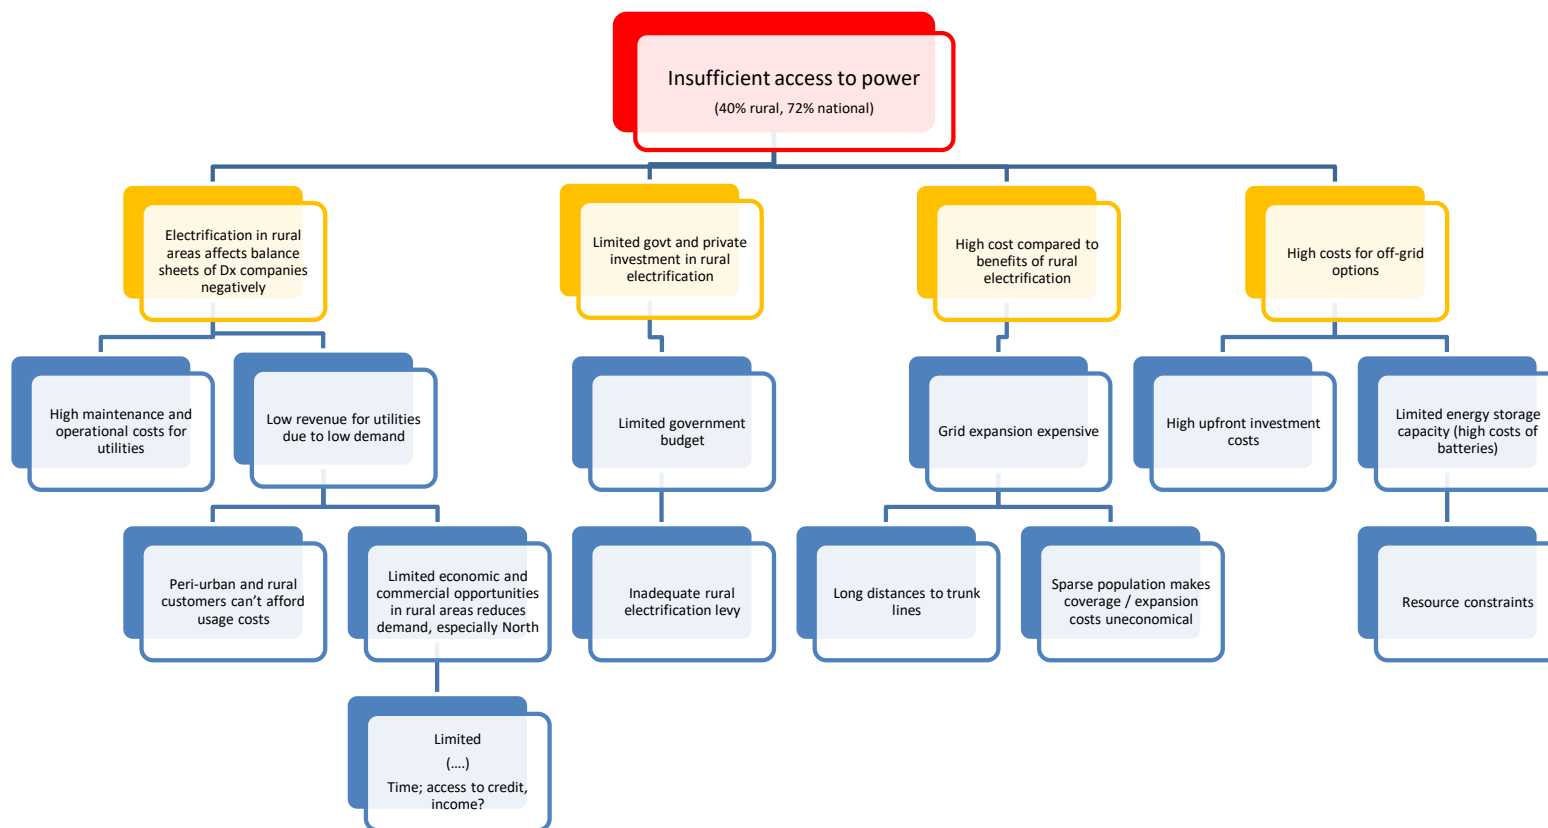 Insufficient access to power
(40% rural, 72% national)
Electrification in rural
areas affects balance
sheets of Dx companies
negatively
Limited govt and private
investment in rural
electrification
High cost compared to
benefits of rural
electrification
High costs for off-grid
options
High maintenance and
operational costs for
utilities
Low revenue for utilities
due to low demand
Limited government
budget
Grid expansion expensive
High upfront investment
costs
Limited energy storage
capacity (high costs of
batteries)
Peri-urban and rural
customers can’t afford
usage costs
Limited economic and
commercial opportunities
in rural areas reduces
demand, especially North
Inadequate rural
electrification levy
Long distances to trunk
lines
Sparse population makes
coverage / expansion
costs uneconomical
Resource constraints
Limited
(….)
Time; access to credit,
income?